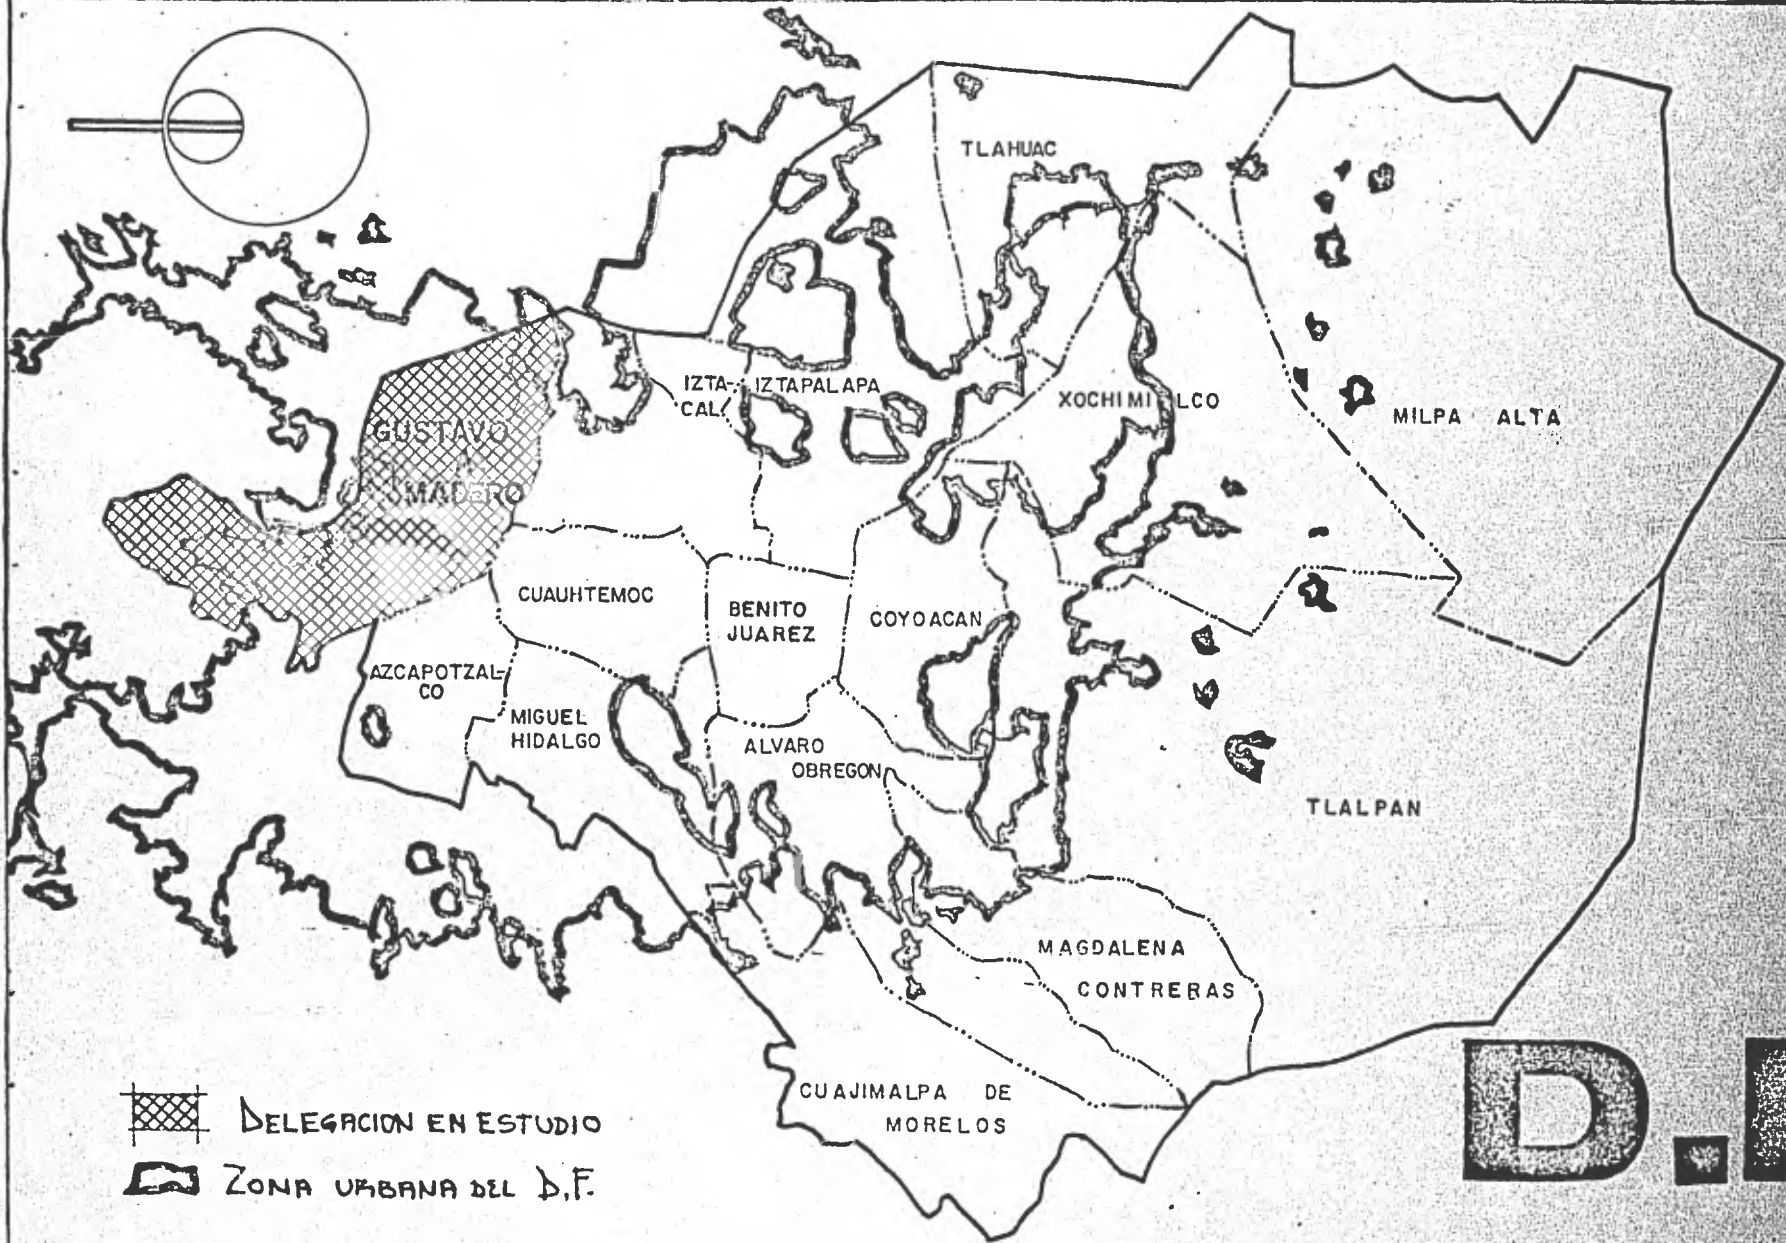 TLAHUAC
IZTA-
CAL
IZTAPALAPA
XOCHIMILCO
MILPA ALTA
GUSTAVO
A.
MADERO
CUAUHTEMOC
BENITO
JUAREZ
COYOACAN
AZCAPOTZAL-
CO
MIGUEL
HIDALGO
ALVARO
OBREGON
TLALPAN
MAGDALENA
CONTRERAS
CUAJIMALPA DE
MORELOS
DELEGACION EN ESTUDIO
ZONA URBANA DEL D.F.
D.